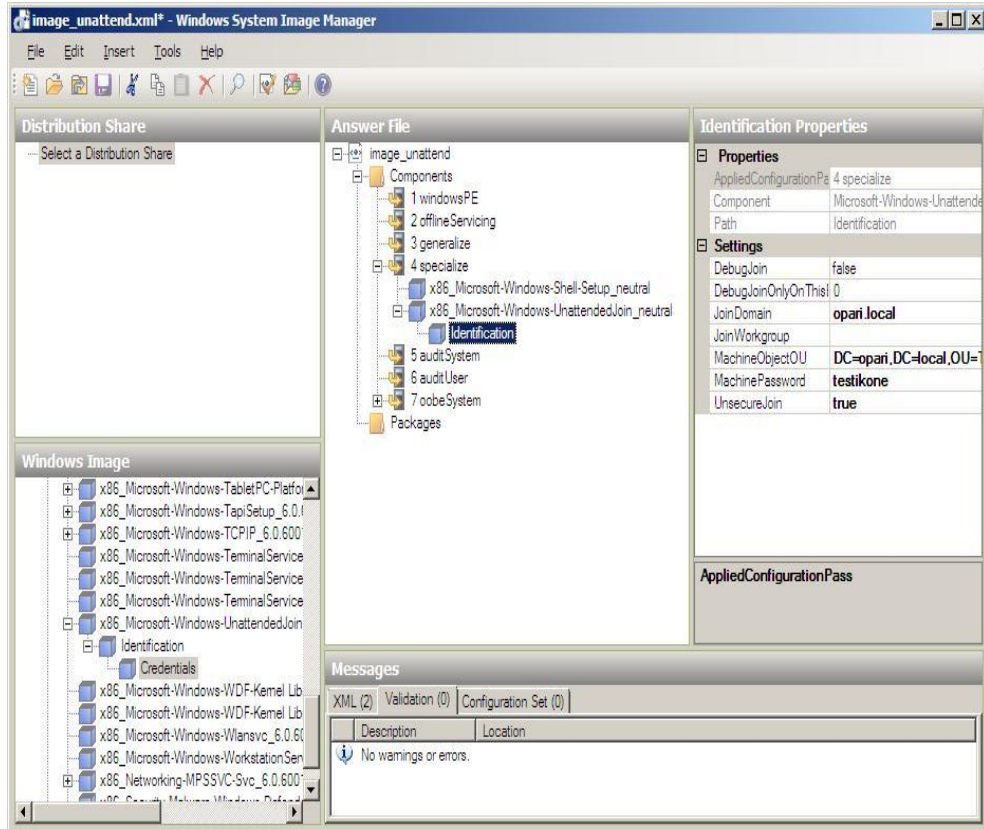 image_unattend.xml* - Windows System Image Manager
File Edit Insert Tools Help
Distribution Share
Select a Distribution Share
Windows Image
x86_Microsoft-Windows-TabletPC-Platfor
x86_Microsoft-Windows-TapiSetup_6.0.6
x86_Microsoft-Windows-TCPIP_6.0.6001
x86_Microsoft-Windows-TerminalService
x86_Microsoft-Windows-TerminalService
x86_Microsoft-Windows-TerminalService
x86_Microsoft-Windows-UnattendedJoin
Identification
Credentials
x86_Microsoft-Windows-WDF-Kernel Lib
x86_Microsoft-Windows-WDF-Kernel Lib
x86_Microsoft-Windows-Wlansvc_6.0.60
x86_Microsoft-Windows-WorkstationSer
x86_Networking-MPSSVC-Svc_6.0.6001
Answer File
image_unattend
Components
1 windowsPE
2 offlineServicing
3 generalize
4 specialize
x86_Microsoft-Windows-Shell-Setup_neutral
x86_Microsoft-Windows-UnattendedJoin_neutral
Identification
5 auditSystem
6 auditUser
7 oobeSystem
Packages
Identification Properties
Properties
AppliedConfigurationPa 4 specialize
Component Microsoft-Windows-Unattende
Path Identification
Settings
DebugJoin false
DebugJoinOnlyOnThisE 0
JoinDomain opari.local
JoinWorkgroup
MachineObjectOU DC=opari,DC=local,OU=T
MachinePassword testikone
UnsecureJoin true
AppliedConfigurationPass
Messages
XML (2) Validation (0) Configuration Set (0)
Description Location
No warnings or errors.